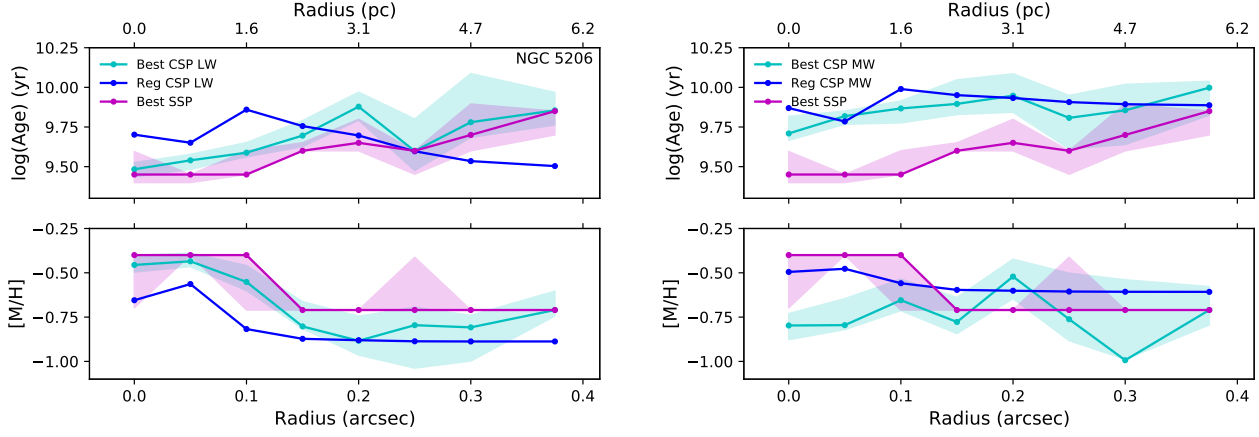 Radius (pc)
0.0 1.6 3.1 4.7 6.2
10.25
10.00
9.75
9.50
log(Age) (yr)
Best CSP LW
Reg CSP LW
Best SSP
NGC 5206
−0.25
−0.50
−0.75
−1.00
[M/H]
0.0 0.1 0.2 0.3 0.4
Radius (arcsec)
Radius (pc)
0.0 1.6 3.1 4.7 6.2
10.25
10.00
9.75
9.50
log(Age) (yr)
Best CSP MW
Reg CSP MW
Best SSP
−0.25
−0.50
−0.75
−1.00
[M/H]
0.0 0.1 0.2 0.3 0.4
Radius (arcsec)